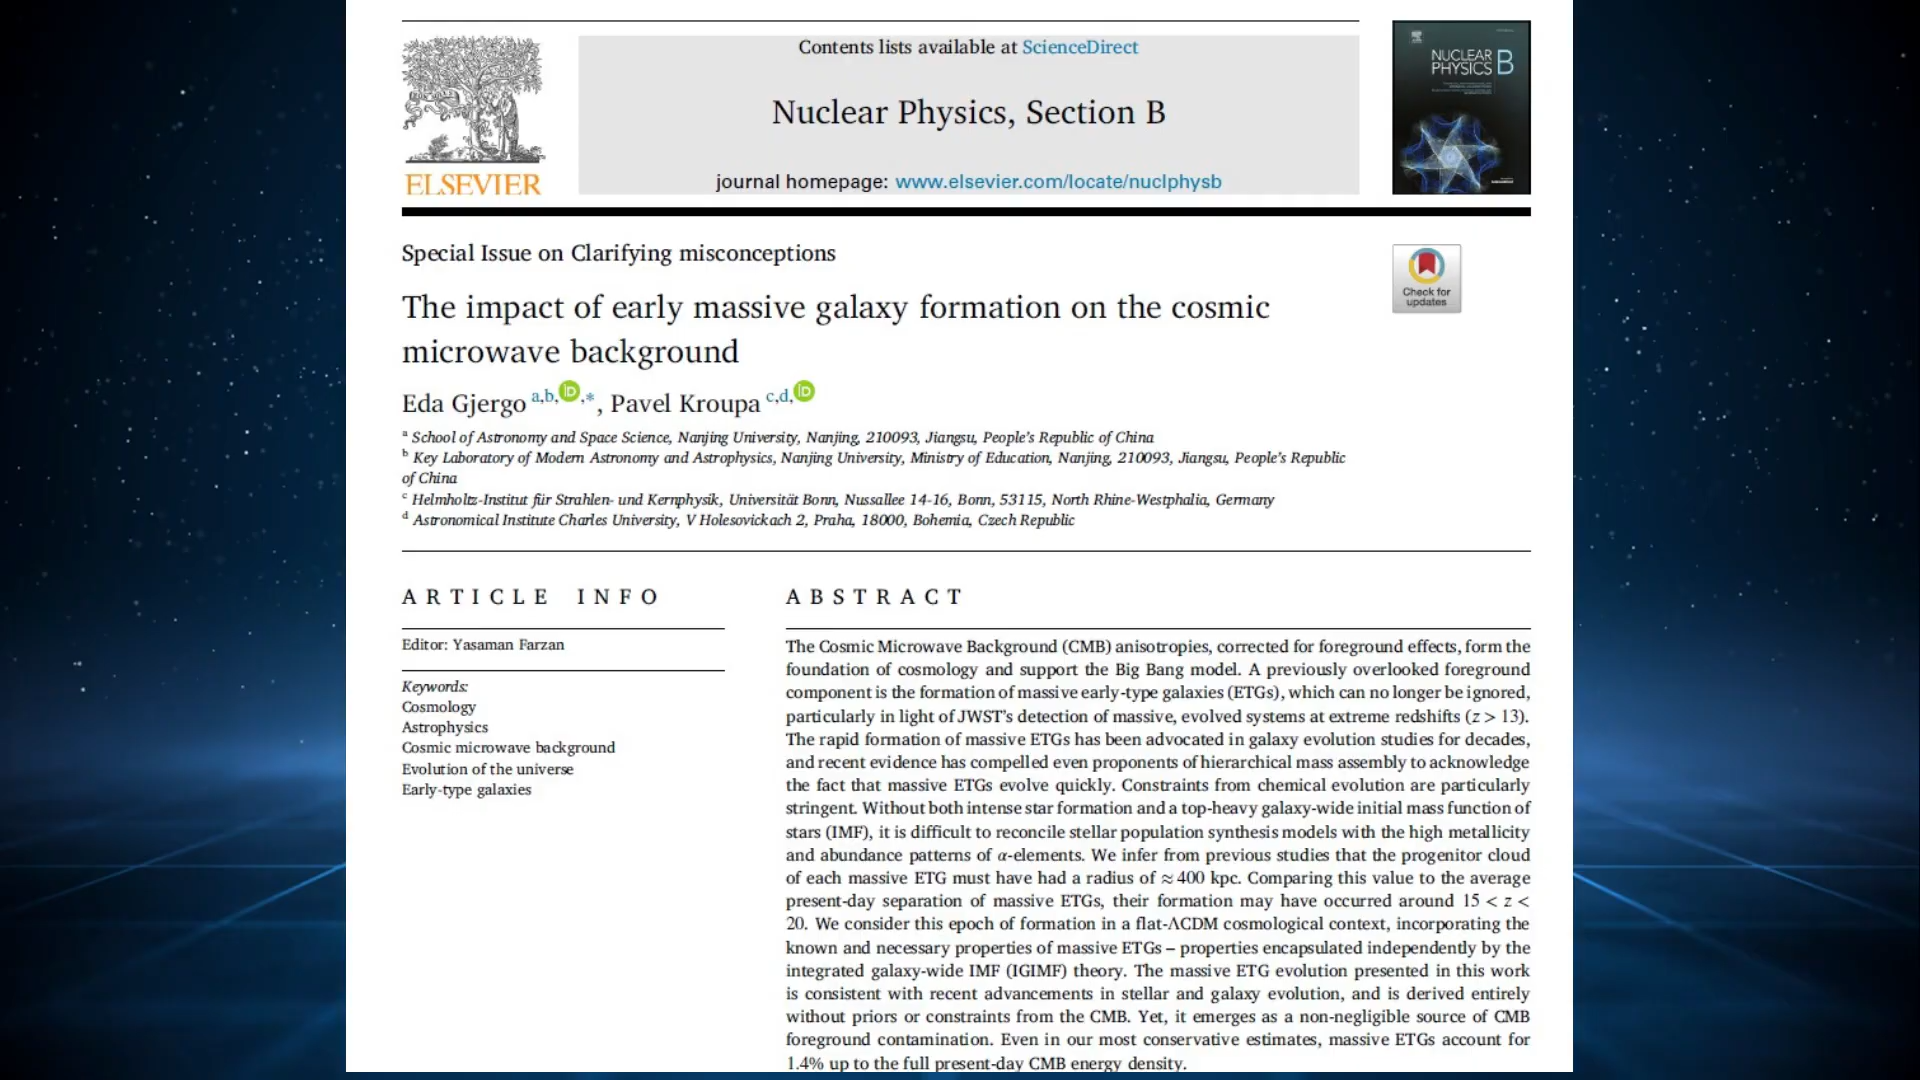 Contents lists available at ScienceDirect
Nuclear Physics, Section B
journal homepage: www.elsevier.com/locate/nuclphysb
ELSEVIER
NUCLEAR
PHYSICS B
Special Issue on Clarifying misconceptions
Check for
updates
The impact of early massive galaxy formation on the cosmic
microwave background
Eda Gjergo a,b, iD,*, Pavel Kroupa c,d, iD
a School of Astronomy and Space Science, Nanjing University, Nanjing, 210093, Jiangsu, People's Republic of China
b Key Laboratory of Modern Astronomy and Astrophysics, Nanjing University, Ministry of Education, Nanjing, 210093, Jiangsu, People's Republic
of China
c Helmholtz-Institut für Strahlen- und Kernphysik, Universität Bonn, Nussallee 14-16, Bonn, 53115, North Rhine-Westphalia, Germany
d Astronomical Institute Charles University, V Holesovickach 2, Praha, 18000, Bohemia, Czech Republic
ARTICLE INFO
Editor: Yasaman Farzan
Keywords:
Cosmology
Astrophysics
Cosmic microwave background
Evolution of the universe
Early-type galaxies
ABSTRACT
The Cosmic Microwave Background (CMB) anisotropies, corrected for foreground effects, form the
foundation of cosmology and support the Big Bang model. A previously overlooked foreground
component is the formation of massive early-type galaxies (ETGs), which can no longer be ignored,
particularly in light of JWST's detection of massive, evolved systems at extreme redshifts (z > 13).
The rapid formation of massive ETGs has been advocated in galaxy evolution studies for decades,
and recent evidence has compelled even proponents of hierarchical mass assembly to acknowledge
the fact that massive ETGs evolve quickly. Constraints from chemical evolution are particularly
stringent. Without both intense star formation and a top-heavy galaxy-wide initial mass function of
stars (IMF), it is difficult to reconcile stellar population synthesis models with the high metallicity
and abundance patterns of α-elements. We infer from previous studies that the progenitor cloud
of each massive ETG must have had a radius of ≈ 400 kpc. Comparing this value to the average
present-day separation of massive ETGs, their formation may have occurred around 15 < z <
20. We consider this epoch of formation in a flat-ΛCDM cosmological context, incorporating the
known and necessary properties of massive ETGs – properties encapsulated independently by the
integrated galaxy-wide IMF (IGIMF) theory. The massive ETG evolution presented in this work
is consistent with recent advancements in stellar and galaxy evolution, and is derived entirely
without priors or constraints from the CMB. Yet, it emerges as a non-negligible source of CMB
foreground contamination. Even in our most conservative estimates, massive ETGs account for
1.4% up to the full present-day CMB energy density.